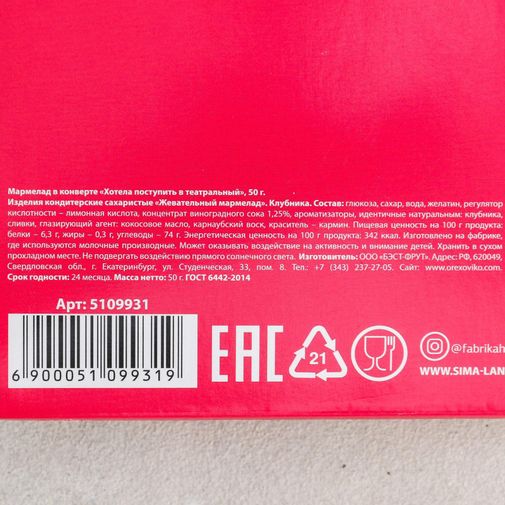 Мармелад в конверте «Хотела поступить в театральный», 50 г.
Изделия кондитерские сахаристые «Жевательный мармелад». Клубника. Состав: глюкоза, сахар, вода, желатин, регулятор
кислотности – лимонная кислота, концентрат виноградного сока 1,25%, ароматизаторы, идентичные натуральным: клубника,
сливки, глазирующий агент: кокосовое масло, карнаубский воск, краситель – кармин. Пищевая ценность на 100 г продукта:
белки – 6,3 г, жиры – 0,3 г, углеводы – 74 г. Энергетическая ценность на 100 г продукта: 342 ккал. Изготовлено на фабрике,
где используются молочные производные. Может оказывать воздействие на активность и внимание детей. Хранить в сухом
прохладном месте. Не подвергать воздействию прямого солнечного света. Изготовитель: ООО «БЭСТ-ФРУТ». Адрес: РФ, 620049,
Свердловская обл., г. Екатеринбург, ул. Студенческая, 33, пом. 8. Тел. +7 (343) 237-27-05. Сайт: www.orexoviko.com.
Срок годности: 24 месяца. Масса нетто: 50 г. ГОСТ 6442-2014
Арт: 5109931
6 900051 099319
EAC
21
@fabrikah
WWW.SIMA-LAN